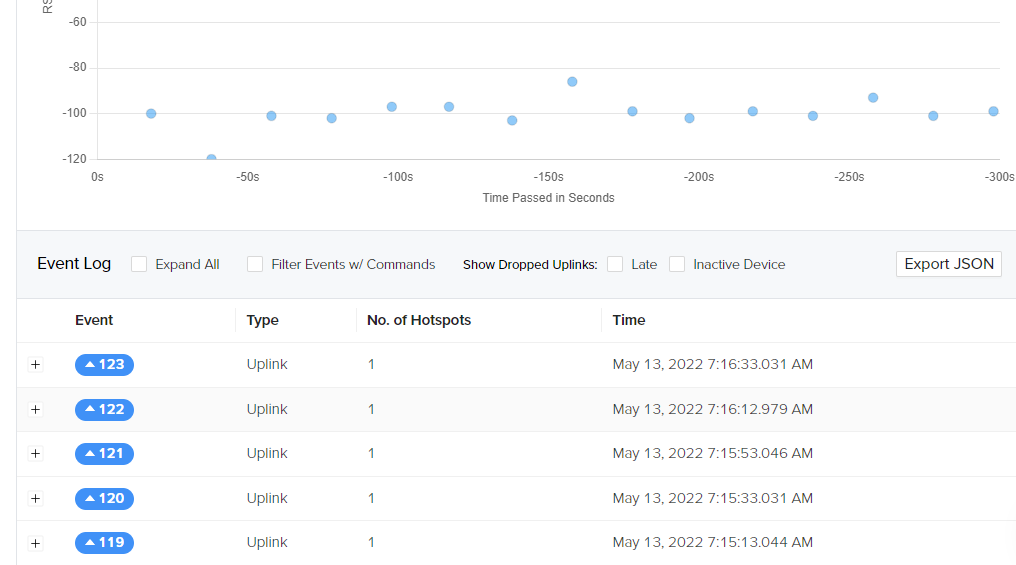 RS
-60
-80
-100
-120
0s -50s -100s -150s -200s -250s -300s
Time Passed in Seconds
Event Log Expand All Filter Events w/ Commands Show Dropped Uplinks: Late Inactive Device Export JSON
Event Type No. of Hotspots Time
+ 123 Uplink 1 May 13, 2022 7:16:33.031 AM
+ 122 Uplink 1 May 13, 2022 7:16:12.979 AM
+ 121 Uplink 1 May 13, 2022 7:15:53.046 AM
+ 120 Uplink 1 May 13, 2022 7:15:33.031 AM
+ 119 Uplink 1 May 13, 2022 7:15:13.044 AM